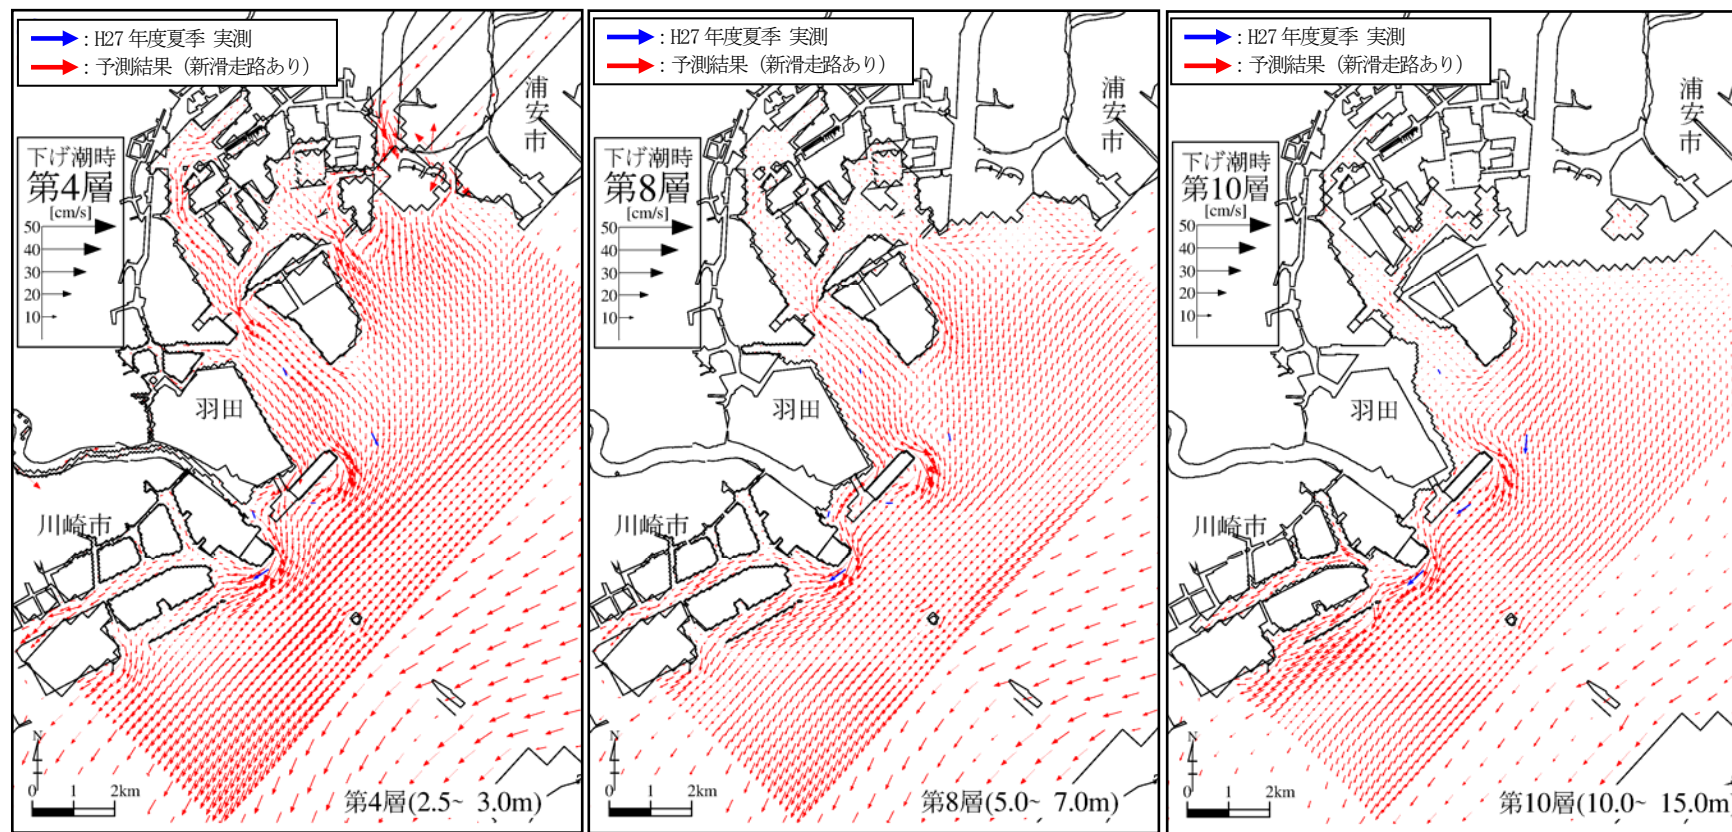 : H27 年度夏季 実測
: 予測結果（新滑走路あり）
浦安市
下げ潮時
第4層
[cm/s]
50
40
30
20
10
羽田
川崎市
N
0 1 2km
第4層(2.5~ 3.0m)
: H27 年度夏季 実測
: 予測結果（新滑走路あり）
浦安市
下げ潮時
第8層
[cm/s]
50
40
30
20
10
羽田
川崎市
N
0 1 2km
第8層(5.0~ 7.0m)
: H27 年度夏季 実測
: 予測結果（新滑走路あり）
浦安市
下げ潮時
第10層
[cm/s]
50
40
30
20
10
羽田
川崎市
N
0 1 2km
第10層(10.0~ 15.0m)